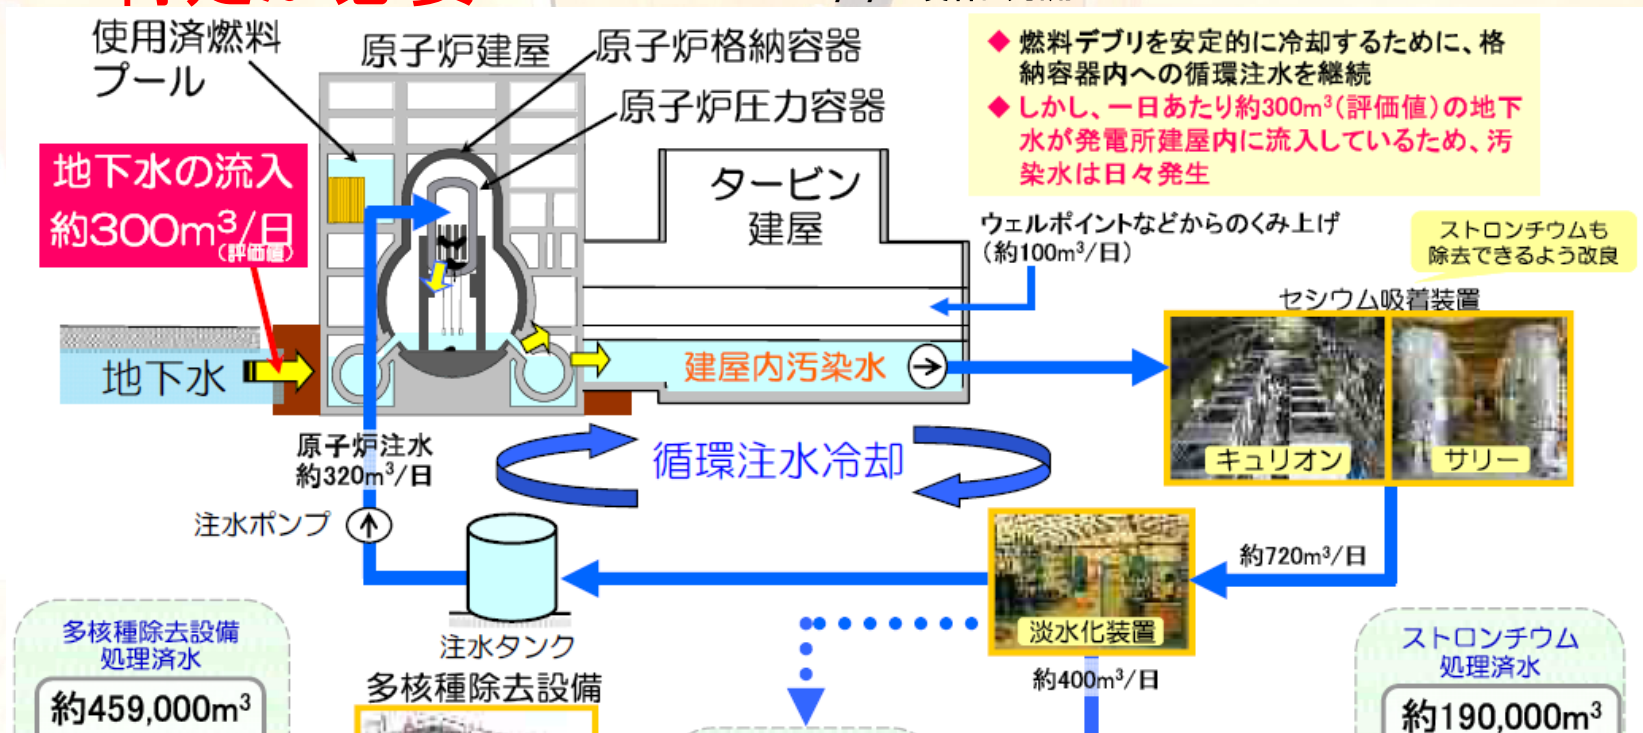 使用済燃料
プール
原子炉建屋
原子炉格納容器
原子炉圧力容器
◆ 燃料デブリを安定的に冷却するために、格
納容器内への循環注水を継続
◆ しかし、一日あたり約300m³(評価値)の地下
水が発電所建屋内に流入しているため、汚
染水は日々発生
地下水の流入
約300m³/日
(評価値)
タービン
建屋
ウェルポイントなどからのくみ上げ
(約100m³/日)
ストロンチウムも
除去できるよう改良
セシウム吸着装置
地下水
建屋内汚染水
キュリオン
サリー
原子炉注水
約320m³/日
循環注水冷却
注水ポンプ
約720m³/日
淡水化装置
注水タンク
約400m³/日
多核種除去設備
処理済水
約459,000m³
多核種除去設備
ストロンチウム
処理済水
約190,000m³